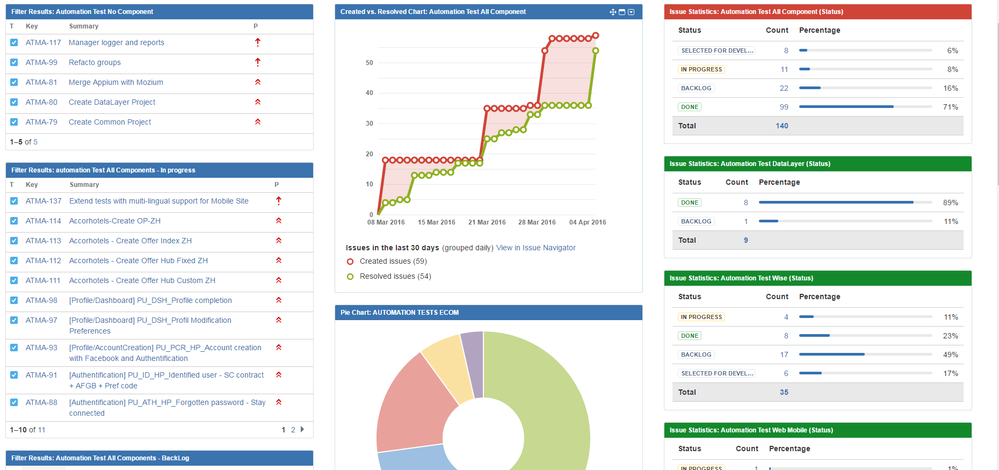 Filter Results: Automation Test No Component
T Key Summary P
ATMA-117 Manager logger and reports
ATMA-99 Refacto groups
ATMA-81 Merge Appium with Mozium
ATMA-80 Create DataLayer Project
ATMA-79 Create Common Project
1–5 of 5
Filter Results: automation Test All Components - In progress
T Key Summary P
ATMA-137 Extend tests with multi-lingual support for Mobile Site
ATMA-114 Accorhotels-Create OP-ZH
ATMA-113 Accorhotels - Create Offer Index ZH
ATMA-112 Accorhotels - Create Offer Hub Fixed ZH
ATMA-111 Accorhotels - Create Offer Hub Custom ZH
ATMA-98 [Profile/Dashboard] PU_DSH_Profile completion
ATMA-97 [Profile/Dashboard] PU_DSH_Profil Modification
Preferences
ATMA-93 [Profile/AccountCreation] PU_PCR_HP_Account creation
with Facebook and Authentification
ATMA-91 [Authentification] PU_ID_HP_Identified user - SC contract
+ AFGB + Pref code
ATMA-88 [Authentification] PU_ATH_HP_Forgotten password - Stay
connected
1–10 of 11 1 2
Filter Results: Automation Test All Components - BackLog
Created vs. Resolved Chart: Automation Test All Component
50
40
30
20
10
0
08 Mar 2016 15 Mar 2016 21 Mar 2016 28 Mar 2016 04 Apr 2016
Issues in the last 30 days (grouped daily) View in Issue Navigator
Created issues (59)
Resolved issues (54)
Pie Chart: AUTOMATION TESTS ECOM
Issue Statistics: Automation Test All Component (Status)
Status Count Percentage
SELECTED FOR DEVEL... 8 6%
IN PROGRESS 11 8%
BACKLOG 22 16%
DONE 99 71%
Total 140
Issue Statistics: Automation Test DataLayer (Status)
Status Count Percentage
DONE 8 89%
BACKLOG 1 11%
Total 9
Issue Statistics: Automation Test Wise (Status)
Status Count Percentage
IN PROGRESS 4 11%
DONE 8 23%
BACKLOG 17 49%
SELECTED FOR DEVEL... 6 17%
Total 35
Issue Statistics: Automation Test Web Mobile (Status)
Status Count Percentage
IN PROGRESS 1 1%